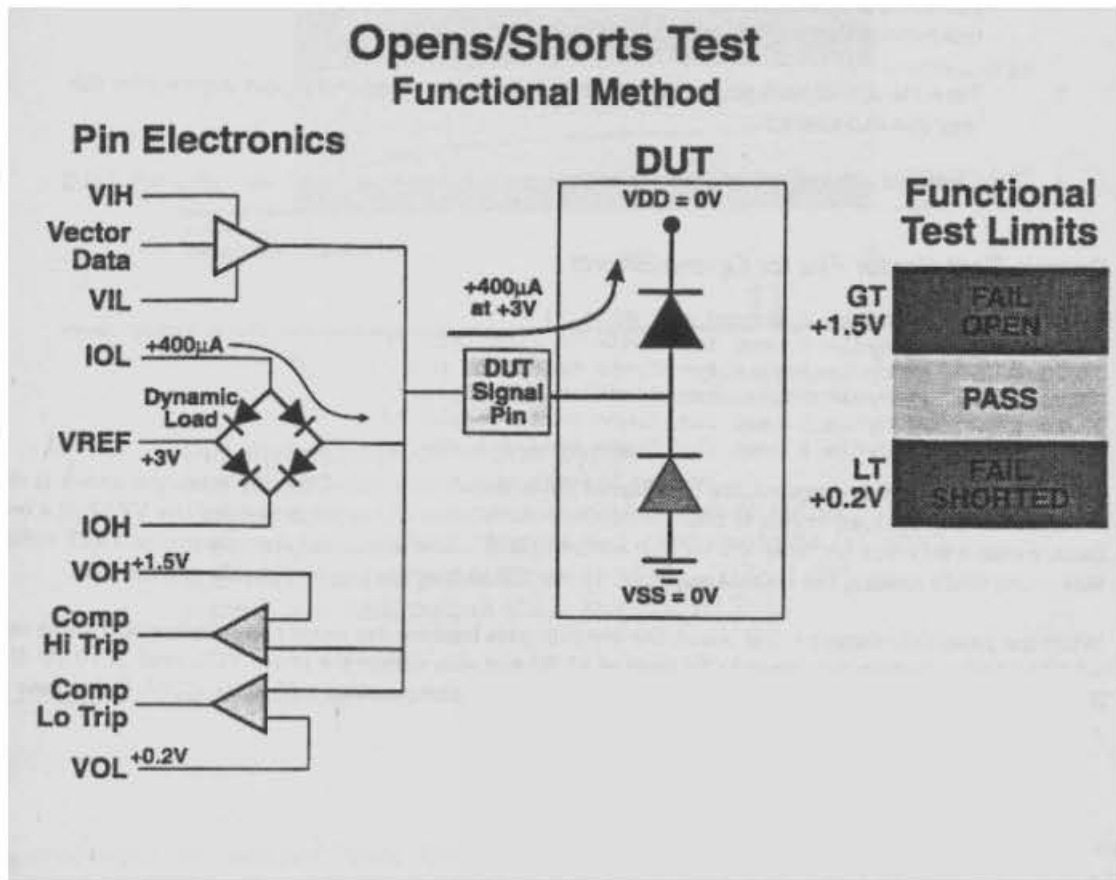 Opens/Shorts Test
Functional Method
Pin Electronics
VIH
Vector
Data
VIL
IOL
+400μA
Dynamic
Load
VREF
+3V
IOH
VOH
+1.5V
Comp
Hi Trip
Comp
Lo Trip
VOL
+0.2V
+400μA
at +3V
DUT
Signal
Pin
DUT
VDD = 0V
VSS = 0V
Functional
Test Limits
GT
+1.5V
FAIL
OPEN
PASS
LT
+0.2V
FAIL
SHORTED